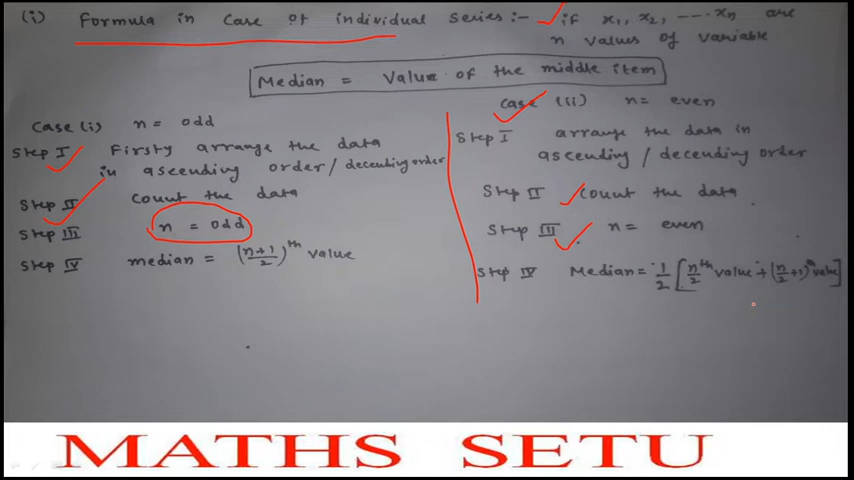 (i) Formula in case of individual series :- if x1, x2, ---- xn are
n values of variable
Median = Value of the middle item
Case (i) n = odd
Step I Firsty arrange the data
in ascending order / decending order
Step II Count the data
Step III n = odd
Step IV median = (n+1/2)th value
Case (ii) n = even
Step I arrange the data in
ascending / decending order
Step II Count the data
Step III n = even
Step IV Median = 1/2 [n/2 th value + (n/2 + 1)th value]
MATHS SETU